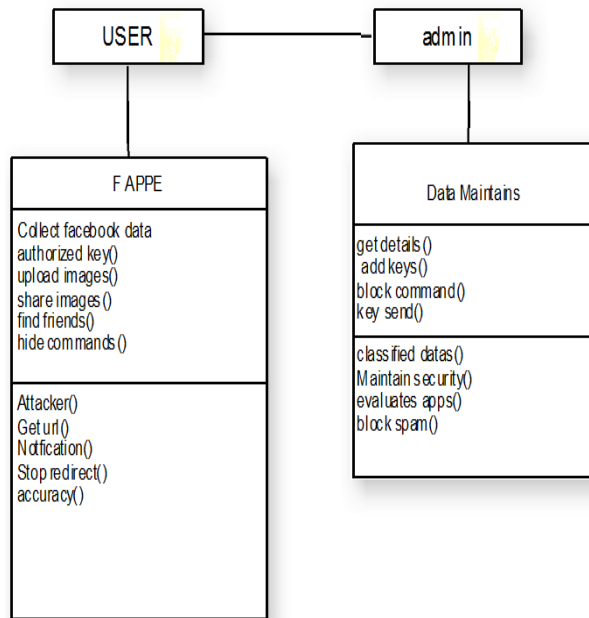 USER
admin
F APPE
Collect facebook data
authorized key()
upload images()
share images()
find friends()
hide commands()
Attacker()
Get url()
Notfication()
Stop redirect()
accuracy()
Data Maintains
get details()
add keys()
block command()
key send()
classified datas()
Maintain security()
evaluates apps()
block spam()